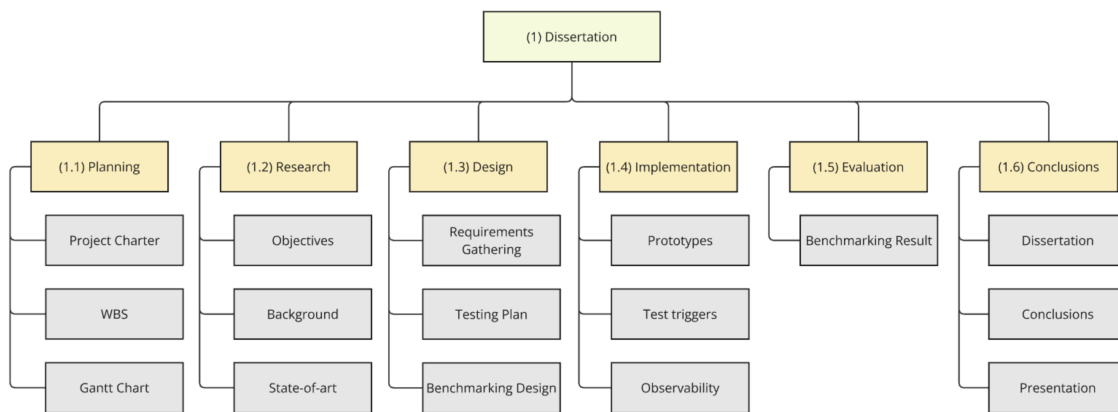 (1) Dissertation
(1.1) Planning
(1.2) Research
(1.3) Design
(1.4) Implementation
(1.5) Evaluation
(1.6) Conclusions
Project Charter
Objectives
Requirements
Gathering
Prototypes
Benchmarking Result
Dissertation
WBS
Background
Testing Plan
Test triggers
Conclusions
Gantt Chart
State-of-art
Benchmarking Design
Observability
Presentation